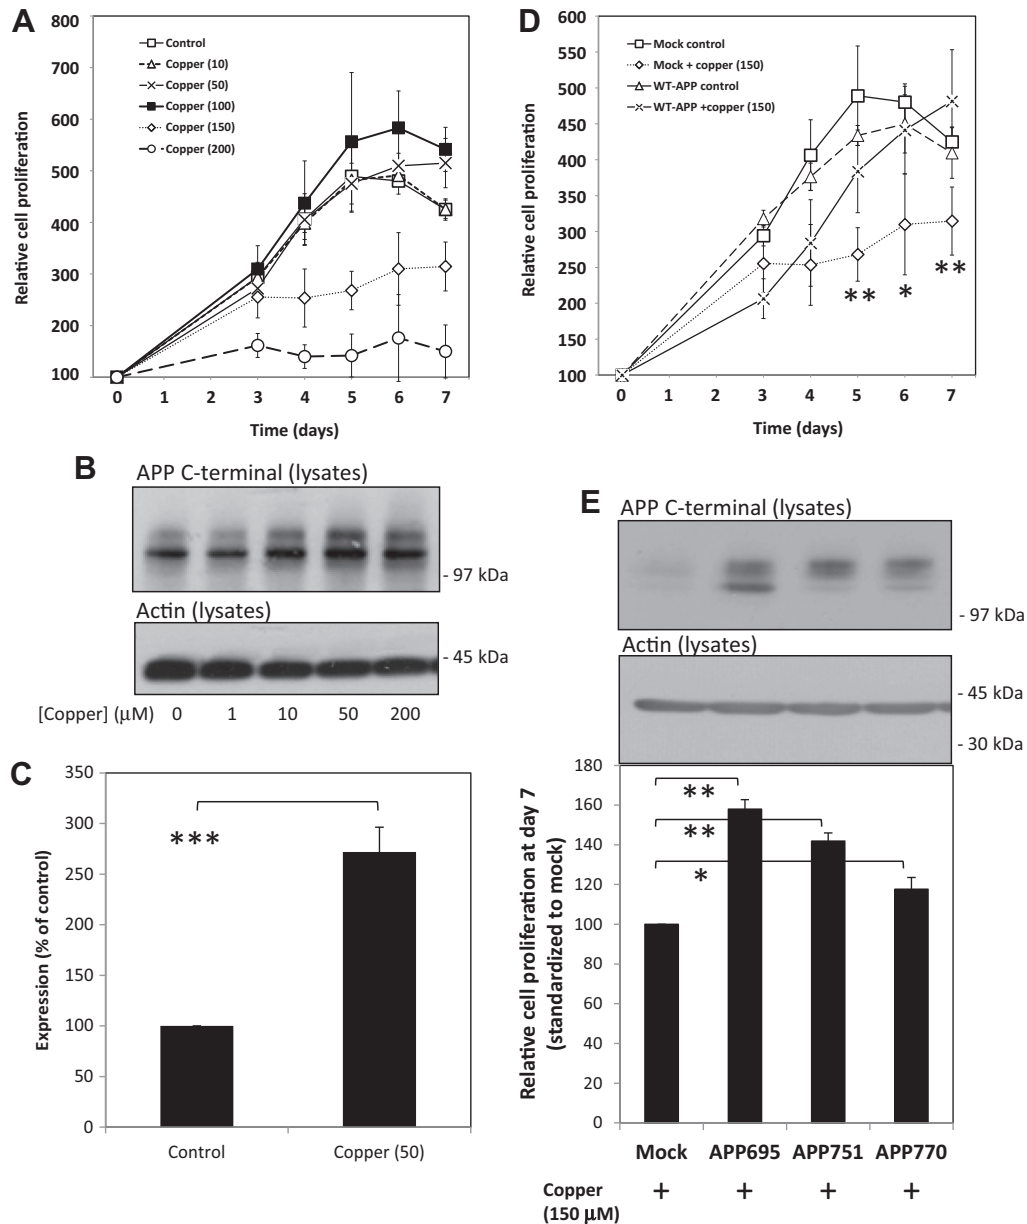 A
800
700
600
500
400
300
200
100
Relative cell proliferation
Control
Copper (10)
Copper (50)
Copper (100)
Copper (150)
Copper (200)
0 1 2 3 4 5 6 7
Time (days)
D
600
550
500
450
400
350
300
250
200
150
100
Relative cell proliferation
Mock control
Mock + copper (150)
WT-APP control
WT-APP +copper (150)
** * **
0 1 2 3 4 5 6 7
Time (days)
B
APP C-terminal (lysates)
- 97 kDa
Actin (lysates)
- 45 kDa
[Copper] (µM) 0 1 10 50 200
C
350
300
250
200
150
100
50
0
Expression (% of control)
***
Control Copper (50)
E
APP C-terminal (lysates)
- 97 kDa
Actin (lysates)
- 45 kDa
- 30 kDa
180
160
140
120
100
80
60
40
20
0
Relative cell proliferation at day 7
(standardized to mock)
**
**
*
Mock APP695 APP751 APP770
Copper + + + +
(150 µM)